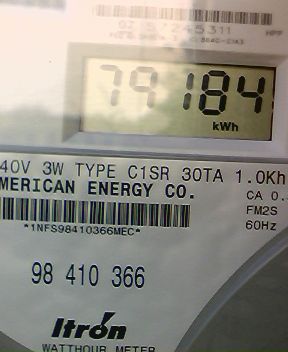 79184
kWh
40V 3W TYPE C1SR 30TA 1.0Kh
MERICAN ENERGY CO.
CA 0.
FM2S
*1NFS98410366MEC*
60Hz
98 410 366
Itron
WATTHOUR METER